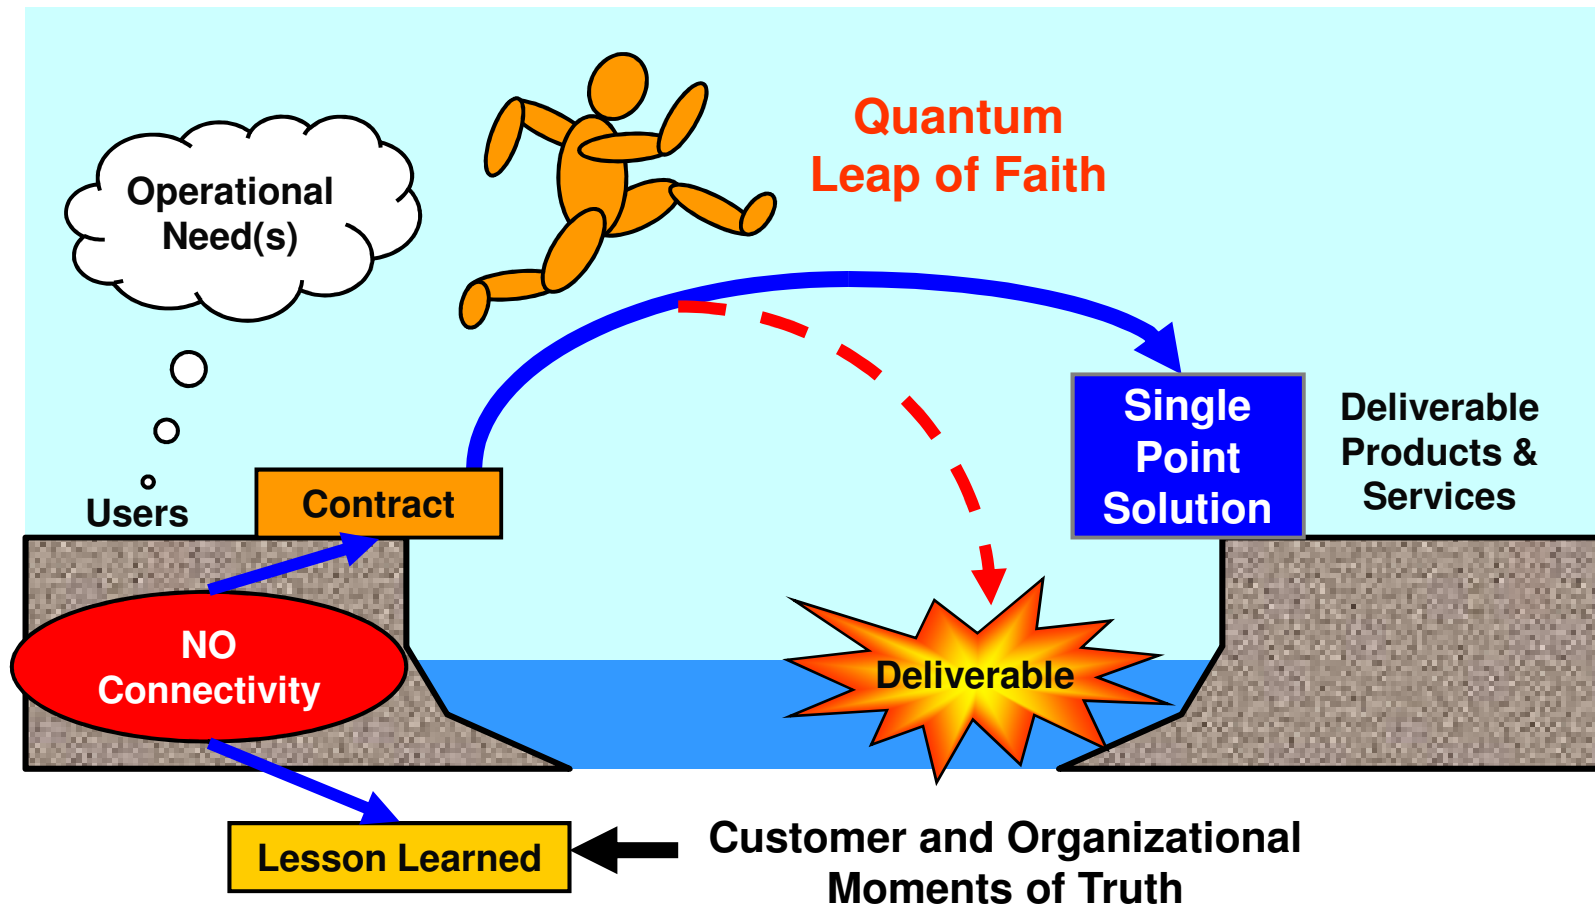 Quantum
Leap of Faith
Operational
Need(s)
Users
Contract
Single
Point
Solution
Deliverable
Products &
Services
NO
Connectivity
Deliverable
Lesson Learned
Customer and Organizational
Moments of Truth